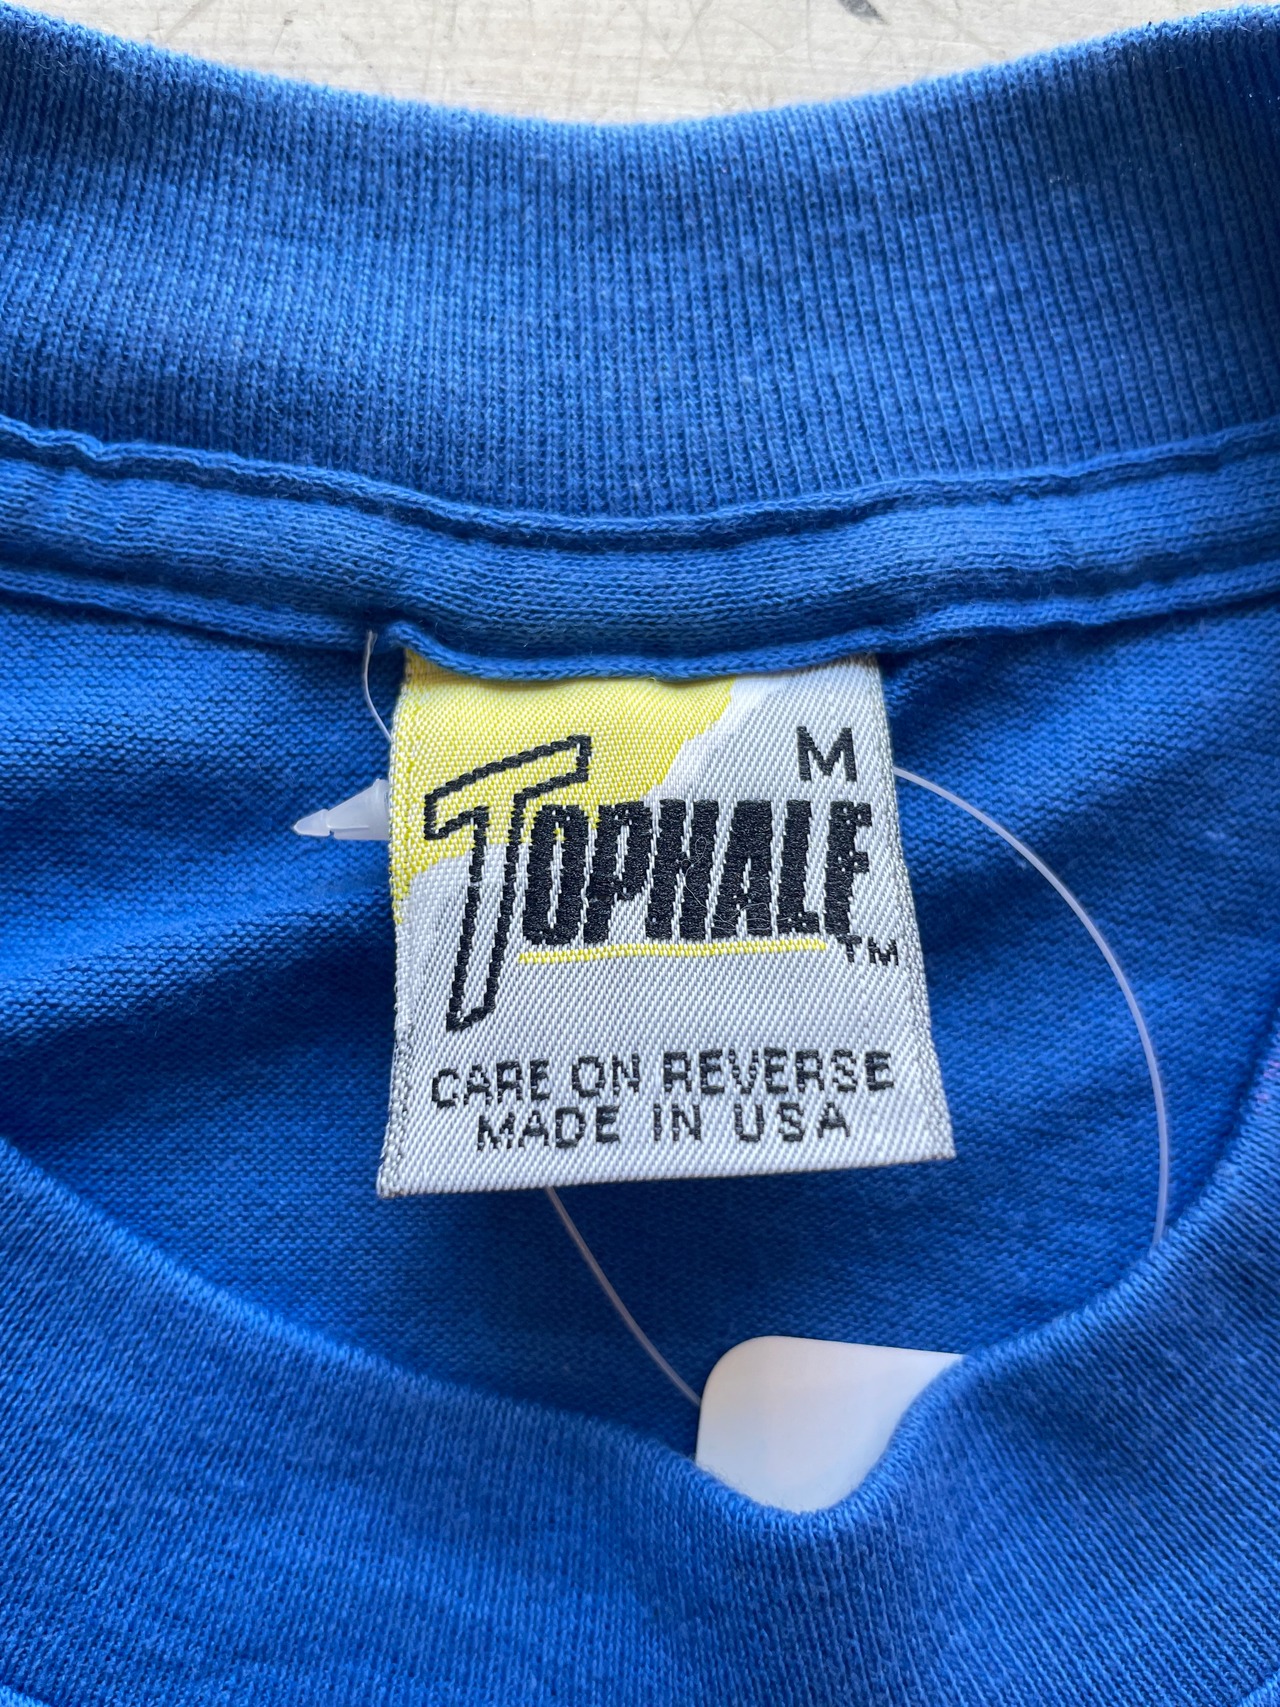 M
TOPHALF
TM
CARE ON REVERSE
MADE IN USA